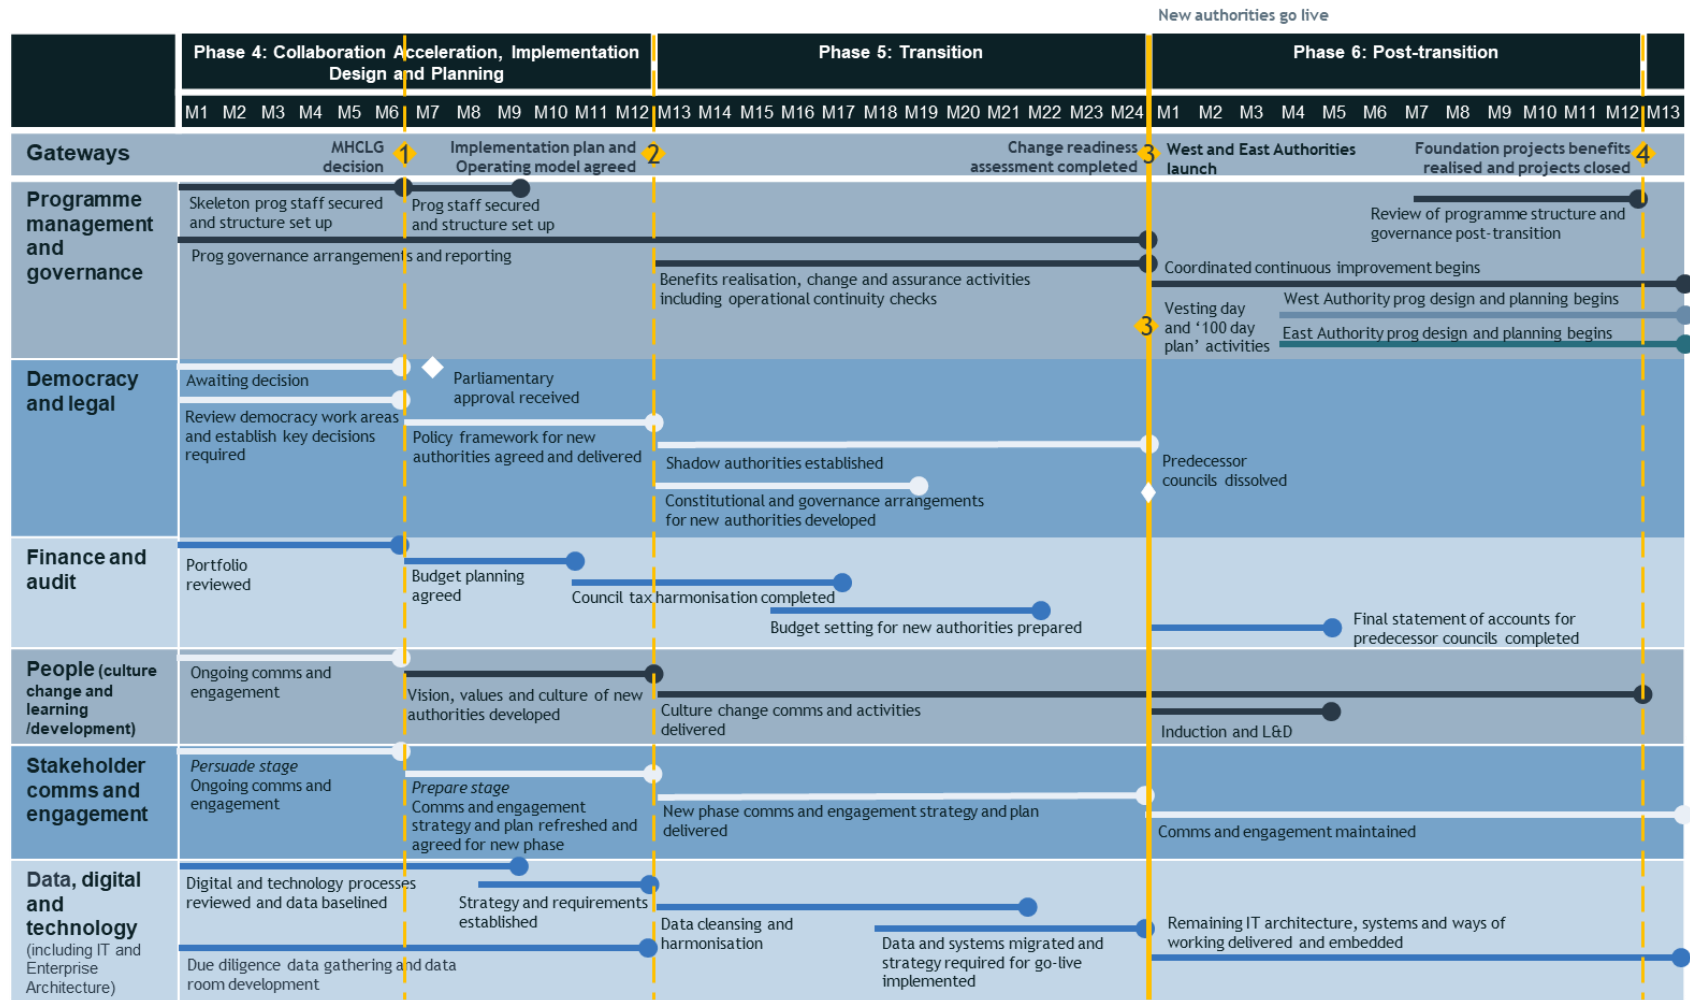 New authorities go live
Phase 4: Collaboration Acceleration, Implementation
Design and Planning
Phase 5: Transition
Phase 6: Post-transition
M1 M2 M3 M4 M5 M6 M7 M8 M9 M10 M11 M12 M13 M14 M15 M16 M17 M18 M19 M20 M21 M22 M23 M24 M1 M2 M3 M4 M5 M6 M7 M8 M9 M10 M11 M12 M13
Gateways
MHCLG
decision
1
Implementation plan and
Operating model agreed
2
Change readiness
assessment completed
3
West and East Authorities
launch
Foundation projects benefits
realised and projects closed
4
Programme
management
and
governance
Skeleton prog staff secured
and structure set up
Prog staff secured
and structure set up
Prog governance arrangements and reporting
Benefits realisation, change and assurance activities
including operational continuity checks
Review of programme structure and
governance post-transition
Coordinated continuous improvement begins
West Authority prog design and planning begins
3
Vesting day
and ‘100 day
plan’ activities
East Authority prog design and planning begins
Democracy
and legal
Awaiting decision
Parliamentary
approval received
Review democracy work areas
and establish key decisions
required
Policy framework for new
authorities agreed and delivered
Shadow authorities established
Constitutional and governance arrangements
for new authorities developed
Predecessor
councils dissolved
Finance and
audit
Portfolio
reviewed
Budget planning
agreed
Council tax harmonisation completed
Budget setting for new authorities prepared
Final statement of accounts for
predecessor councils completed
People (culture
change and
learning
/development)
Ongoing comms and
engagement
Vision, values and culture of new
authorities developed
Culture change comms and activities
delivered
Induction and L&D
Stakeholder
comms and
engagement
Persuade stage
Ongoing comms and
engagement
Prepare stage
Comms and engagement
strategy and plan refreshed and
agreed for new phase
New phase comms and engagement strategy and plan
delivered
Comms and engagement maintained
Data, digital
and
technology
(including IT and
Enterprise
Architecture)
Digital and technology processes
reviewed and data baselined
Strategy and requirements
established
Due diligence data gathering and data
room development
Data cleansing and
harmonisation
Data and systems migrated and
strategy required for go-live
implemented
Remaining IT architecture, systems and ways of
working delivered and embedded